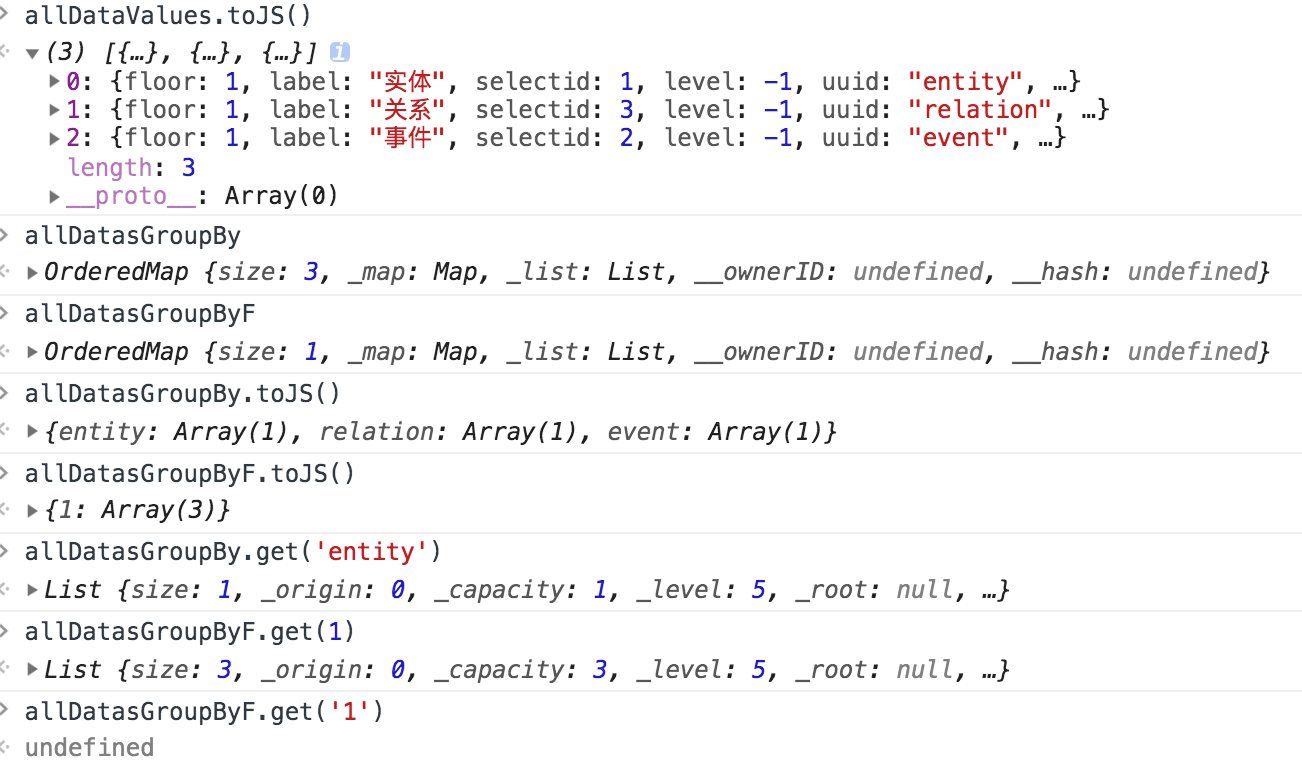 allDataValues.toJS()
(3) [{…}, {…}, {…}] i
0: {floor: 1, label: "实体", selectid: 1, level: -1, uuid: "entity", …}
1: {floor: 1, label: "关系", selectid: 3, level: -1, uuid: "relation", …}
2: {floor: 1, label: "事件", selectid: 2, level: -1, uuid: "event", …}
length: 3
__proto__: Array(0)
allDatasGroupBy
OrderedMap {size: 3, _map: Map, _list: List, __ownerID: undefined, __hash: undefined}
allDatasGroupByF
OrderedMap {size: 1, _map: Map, _list: List, __ownerID: undefined, __hash: undefined}
allDatasGroupBy.toJS()
{entity: Array(1), relation: Array(1), event: Array(1)}
allDatasGroupByF.toJS()
{1: Array(3)}
allDatasGroupBy.get('entity')
List {size: 1, _origin: 0, _capacity: 1, _level: 5, _root: null, …}
allDatasGroupByF.get(1)
List {size: 3, _origin: 0, _capacity: 3, _level: 5, _root: null, …}
allDatasGroupByF.get('1')
undefined